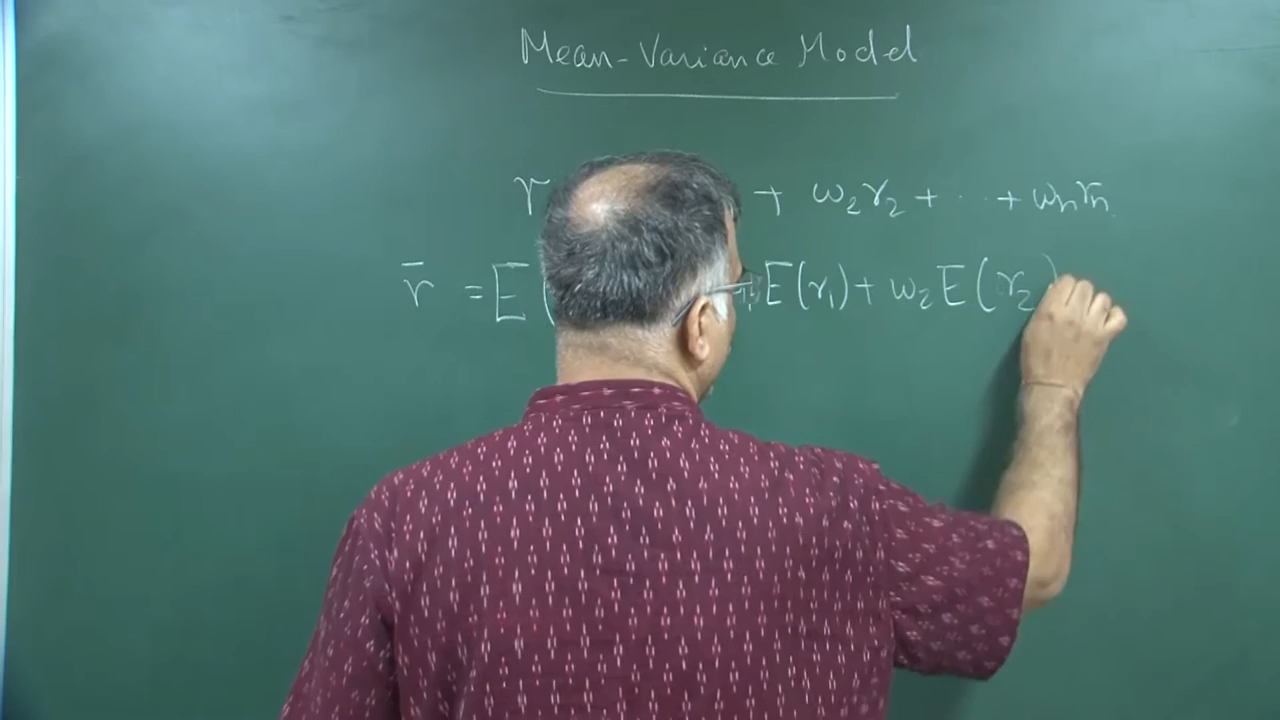 Mean-Variance Model
r + w₂r₂ + ... + wₙrₙ
r̄ = E( E(r₁) + w₂E(r₂)